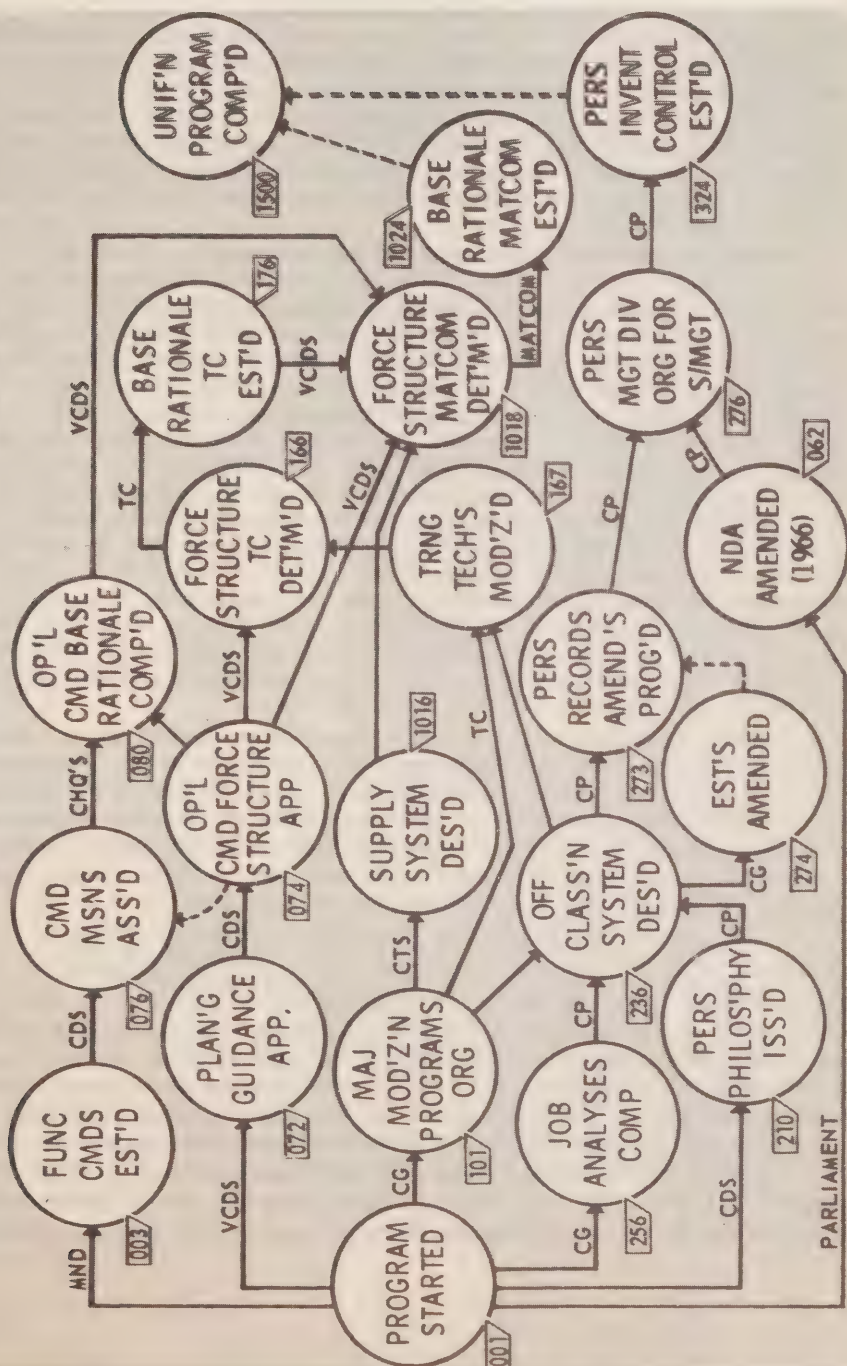 PROGRAM
STARTED
001
MND
VCDS
CG
CG
CDS
PARLIAMENT
FUNC
CMDS
EST'D
003
CDS
CMD
MSNS
ASS'D
076
CHQ'S
OP'L
CMD BASE
RATIONALE
COMP'D
080
VCDS
PLAN'G
GUIDANCE
APP.
072
CDS
OP'L
CMD FORCE
STRUCTURE
APP
074
VCDS
VCDS
FORCE
STRUCTURE
TC
DET'M'D
166
TC
BASE
RATIONALE
TC
EST'D
176
VCDS
FORCE
STRUCTURE
MATCOM
DET'M'D
1018
MATCOM
BASE
RATIONALE
MATCOM
EST'D
1024
UNIF'N
PROGRAM
COMP'D
1500
MAJ
MOD'Z'N
PROGRAMS
ORG
101
CTS
SUPPLY
SYSTEM
DES'D
1016
TC
TRNG
TECH'S
MOD'Z'D
167
JOB
ANALYSES
COMP
256
CP
OFF
CLASS'N
SYSTEM
DES'D
236
CP
PERS
RECORDS
AMEND'S
PROG'D
273
CP
PERS
MGT DIV
ORG FOR
S/MGT
276
CP
PERS
INVENT
CONTROL
EST'D
324
PERS
PHILOS'PHY
ISS'D
210
CP
CG
EST'S
AMENDED
274
NDA
AMENDED
(1966)
062
CP